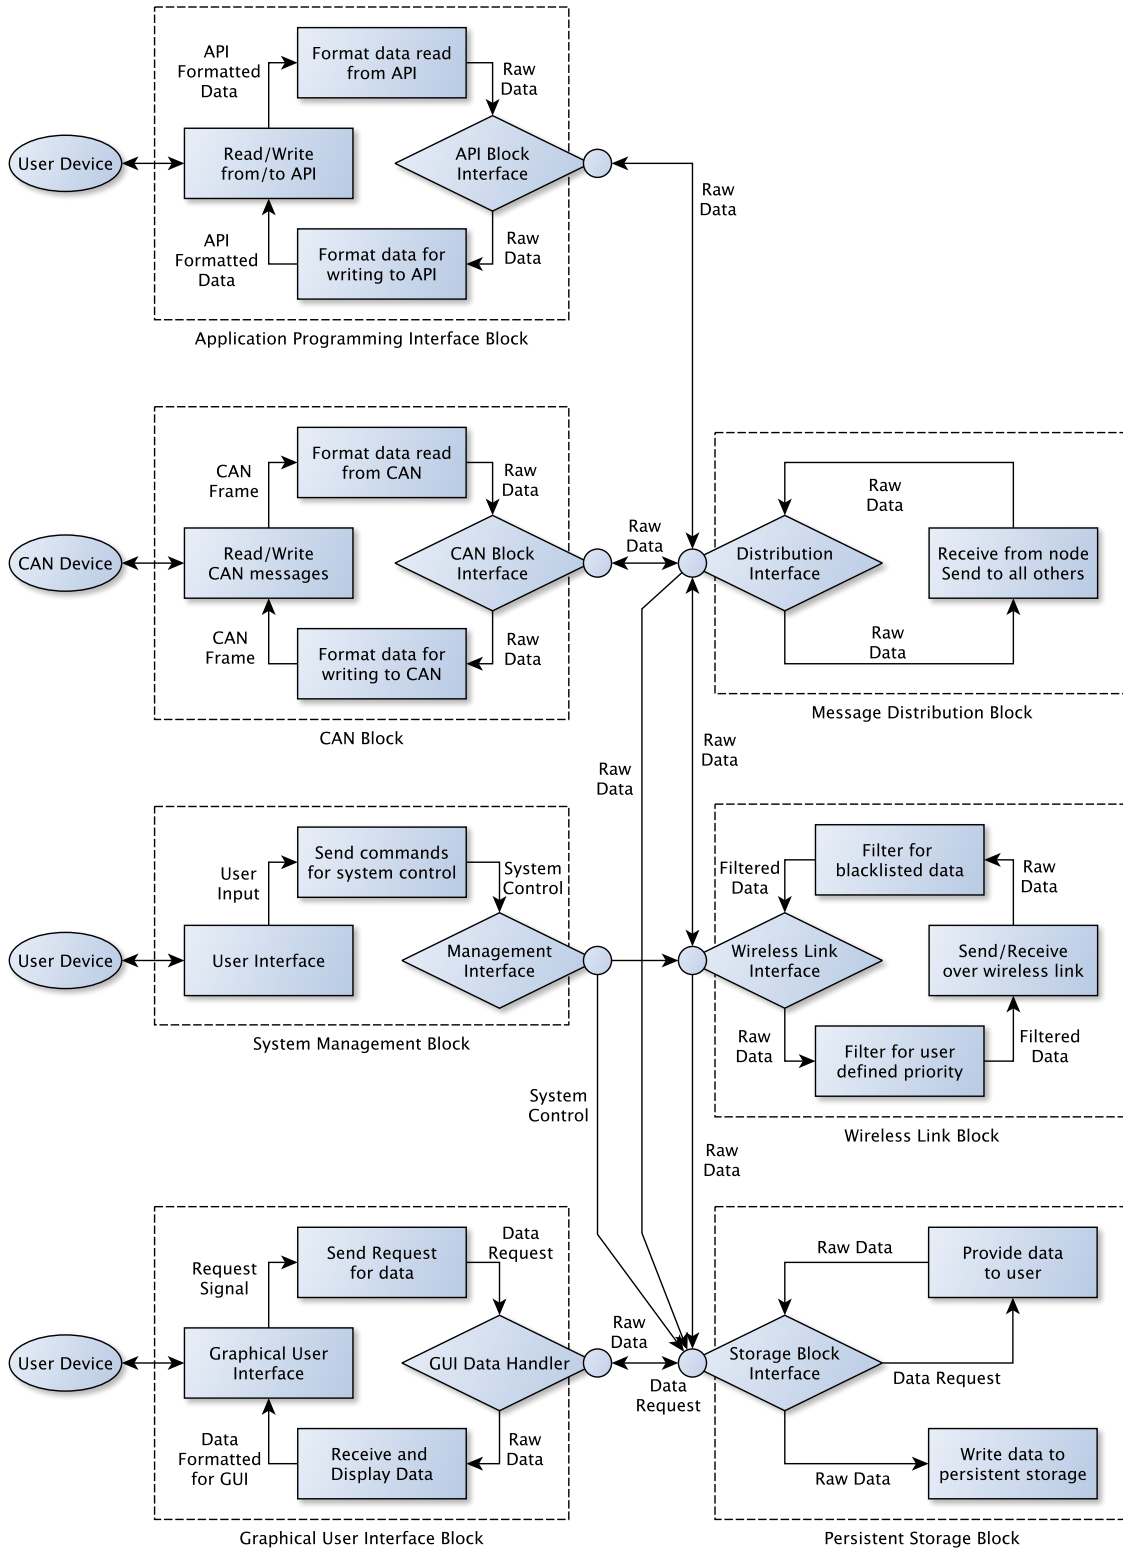 API
Formatted
Data
Format data read
from API
Raw
Data
User Device
Read/Write
from/to API
API Block
Interface
Raw
Data
API
Formatted
Data
Format data for
writing to API
Raw
Data
Application Programming Interface Block
CAN
Frame
Format data read
from CAN
Raw
Data
CAN Device
Read/Write
CAN messages
CAN Block
Interface
Raw
Data
CAN
Frame
Format data for
writing to CAN
Raw
Data
CAN Block
Raw
Data
Distribution
Interface
Receive from node
Send to all others
Raw
Data
Message Distribution Block
Raw
Data
Raw
Data
User
Input
Send commands
for system control
System
Control
User Device
User Interface
Management
Interface
System Management Block
System
Control
Filter for
blacklisted data
Filtered
Data
Raw
Data
Wireless Link
Interface
Send/Receive
over wireless link
Raw
Data
Filter for user
defined priority
Filtered
Data
Wireless Link Block
Raw
Data
Request
Signal
Send Request
for data
Data
Request
User Device
Graphical User
Interface
GUI Data Handler
Raw
Data
Data
Request
Data
Formatted
for GUI
Receive and
Display Data
Raw
Data
Graphical User Interface Block
Raw Data
Provide data
to user
Storage Block
Interface
Data Request
Raw Data
Write data to
persistent storage
Persistent Storage Block